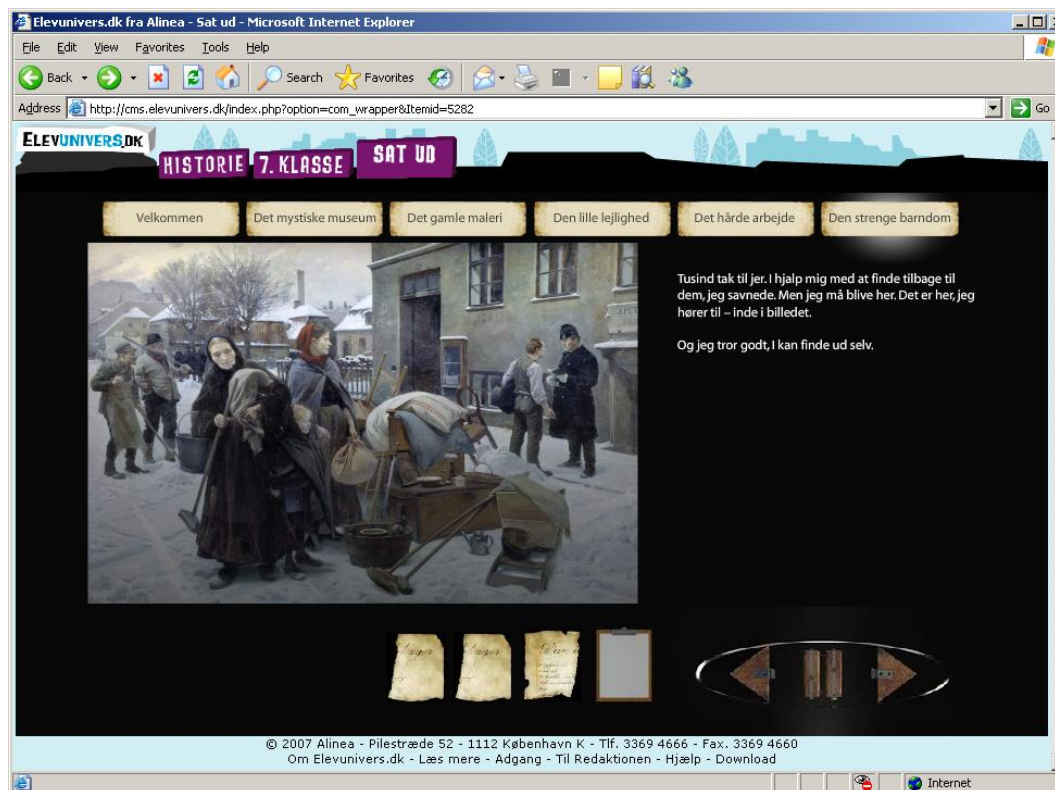 Elevunivers.dk fra Alinea - Sat ud - Microsoft Internet Explorer
File Edit View Favorites Tools Help
Back Search Favorites
Address http://cms.elevunivers.dk/index.php?option=com_wrapper&Itemid=5282 Go
ELEVUNIVERS.DK
HISTORIE 7. KLASSE SAT UD
Velkommen Det mystiske museum Det gamle maleri Den lille lejlighed Det hårde arbejde Den strenge barndom
Tusind tak til jer. I hjalp mig med at finde tilbage til
dem, jeg savnede. Men jeg må blive her. Det er her, jeg
hører til – inde i billedet.
Og jeg tror godt, I kan finde ud selv.
© 2007 Alinea - Pilestræde 52 - 1112 København K - Tlf. 3369 4666 - Fax. 3369 4660
Om Elevunivers.dk - Læs mere - Adgang - Til Redaktionen - Hjælp - Download
Internet